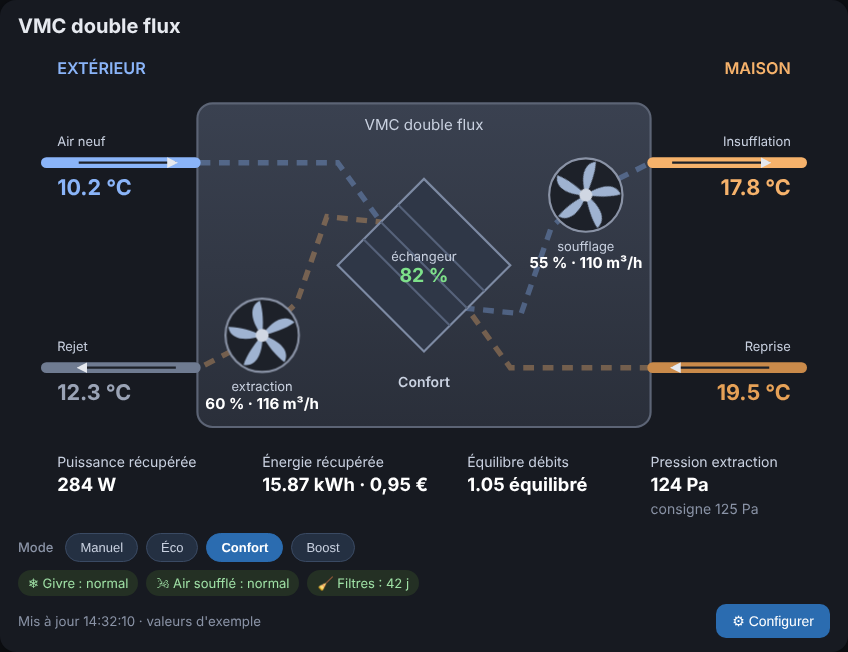 VMC double flux
EXTÉRIEUR
MAISON
VMC double flux
Air neuf
10.2 °C
Insufflation
17.8 °C
soufflage
55 % · 110 m³/h
échangeur
82 %
Rejet
12.3 °C
extraction
60 % · 116 m³/h
Confort
Reprise
19.5 °C
Puissance récupérée
284 W
Énergie récupérée
15.87 kWh · 0,95 €
Équilibre débits
1.05 équilibré
Pression extraction
124 Pa
consigne 125 Pa
Mode Manuel Éco Confort Boost
Givre : normal Air soufflé : normal Filtres : 42 j
Mis à jour 14:32:10 · valeurs d'exemple
Configurer